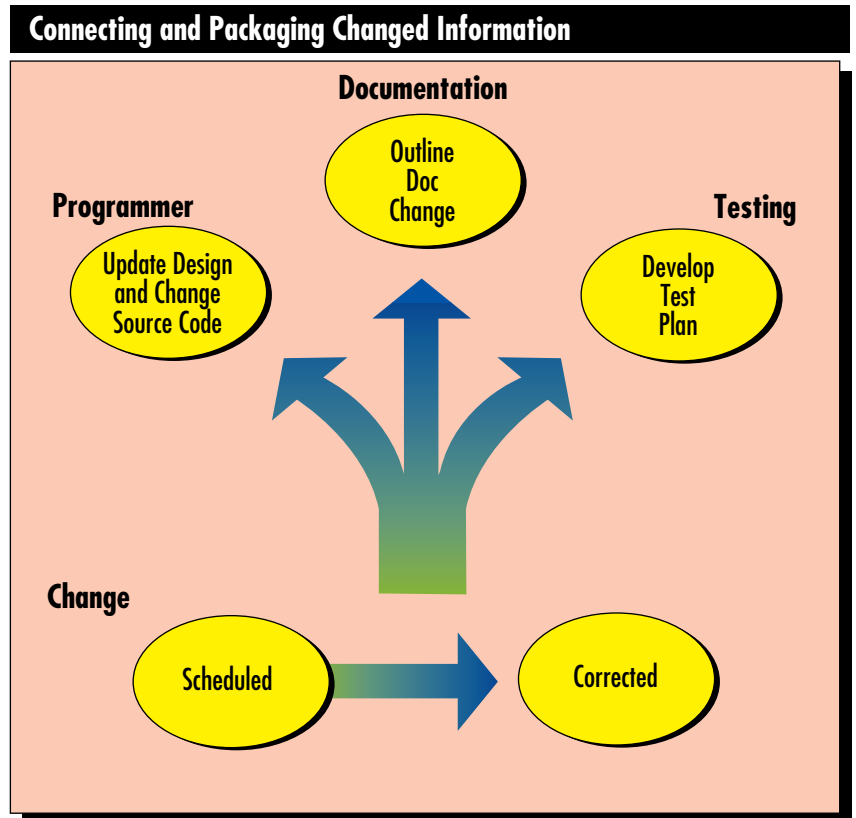 Connecting and Packaging Changed Information
Documentation
Outline
Doc
Change
Programmer
Update Design
and Change
Source Code
Testing
Develop
Test
Plan
Change
Scheduled
Corrected